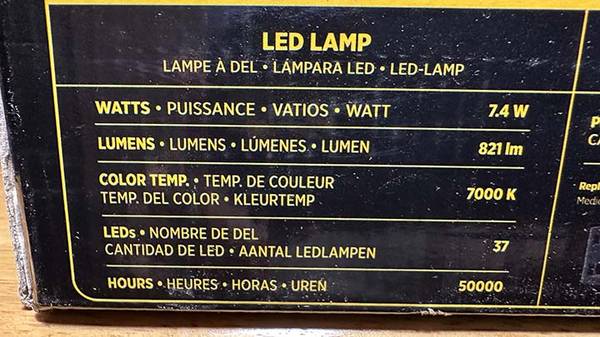 LED LAMP
LAMPE À DEL • LÁMPARA LED • LED-LAMP
WATTS • PUISSANCE • VATIOS • WATT 7.4 W
LUMENS • LUMENS • LÚMENES • LUMEN 821 lm
COLOR TEMP. • TEMP. DE COULEUR
TEMP. DEL COLOR • KLEURTEMP 7000 K
LEDs • NOMBRE DE DEL
CANTIDAD DE LED • AANTAL LEDLAMPEN 37
HOURS • HEURES • HORAS • UREN 50000